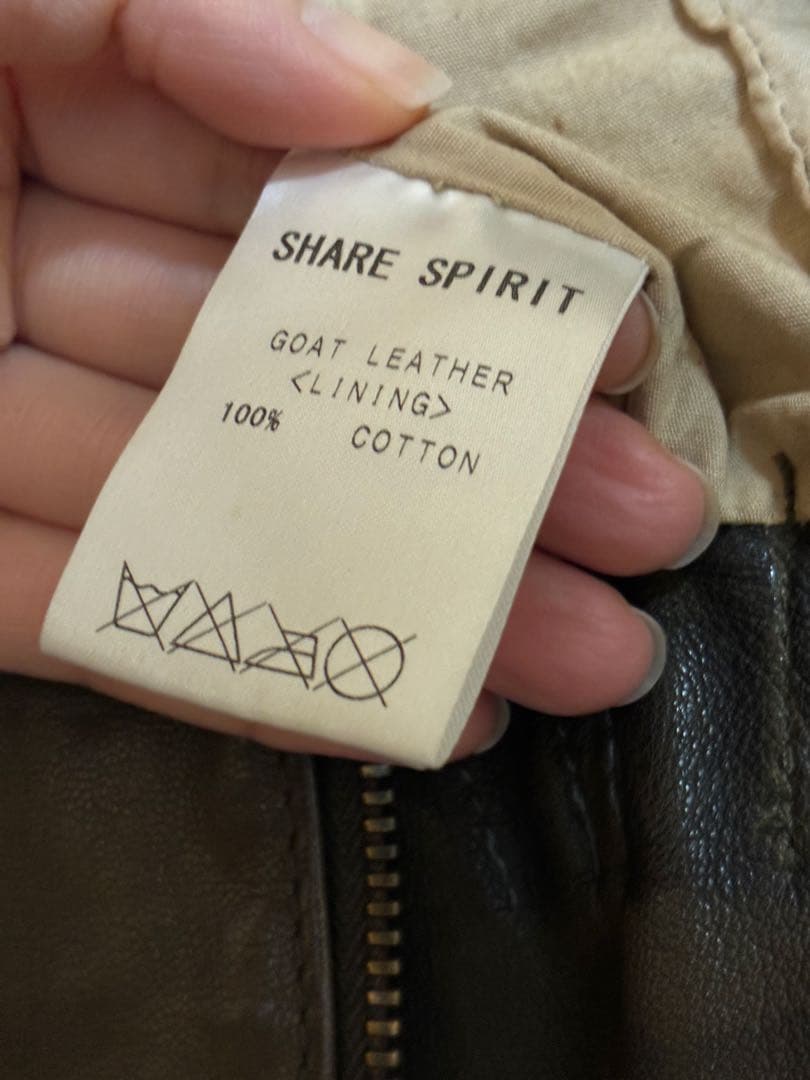 SHARE SPIRIT
GOAT LEATHER
<LINING>
100% COTTON